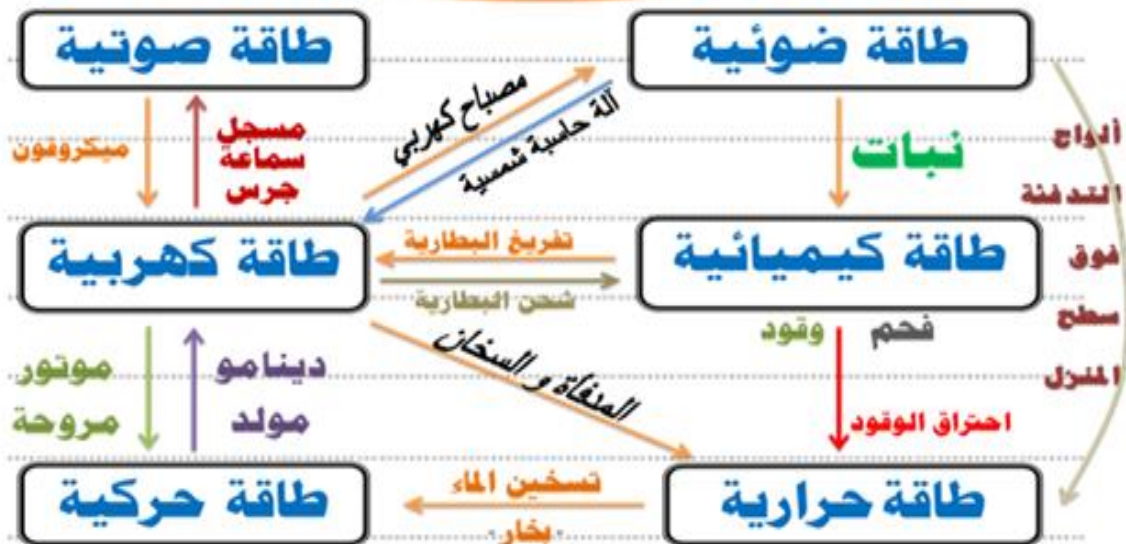 طاقة ضوئية
طاقة صوتية
مصباح كهربي
آلة حاسبة شمسية
نبات
ألواح
التدفئة
فوق
سطح
المنزل
مسجل
سماعة
جرس
ميكروفون
طاقة كيميائية
طاقة كهربية
تفريغ البطارية
شحن البطارية
فحم
وقود
احتراق الوقود
المدفأة و السخان
دينامو
مولد
موتور
مروحة
طاقة حرارية
طاقة حركية
تسخين الماء
"بخار"